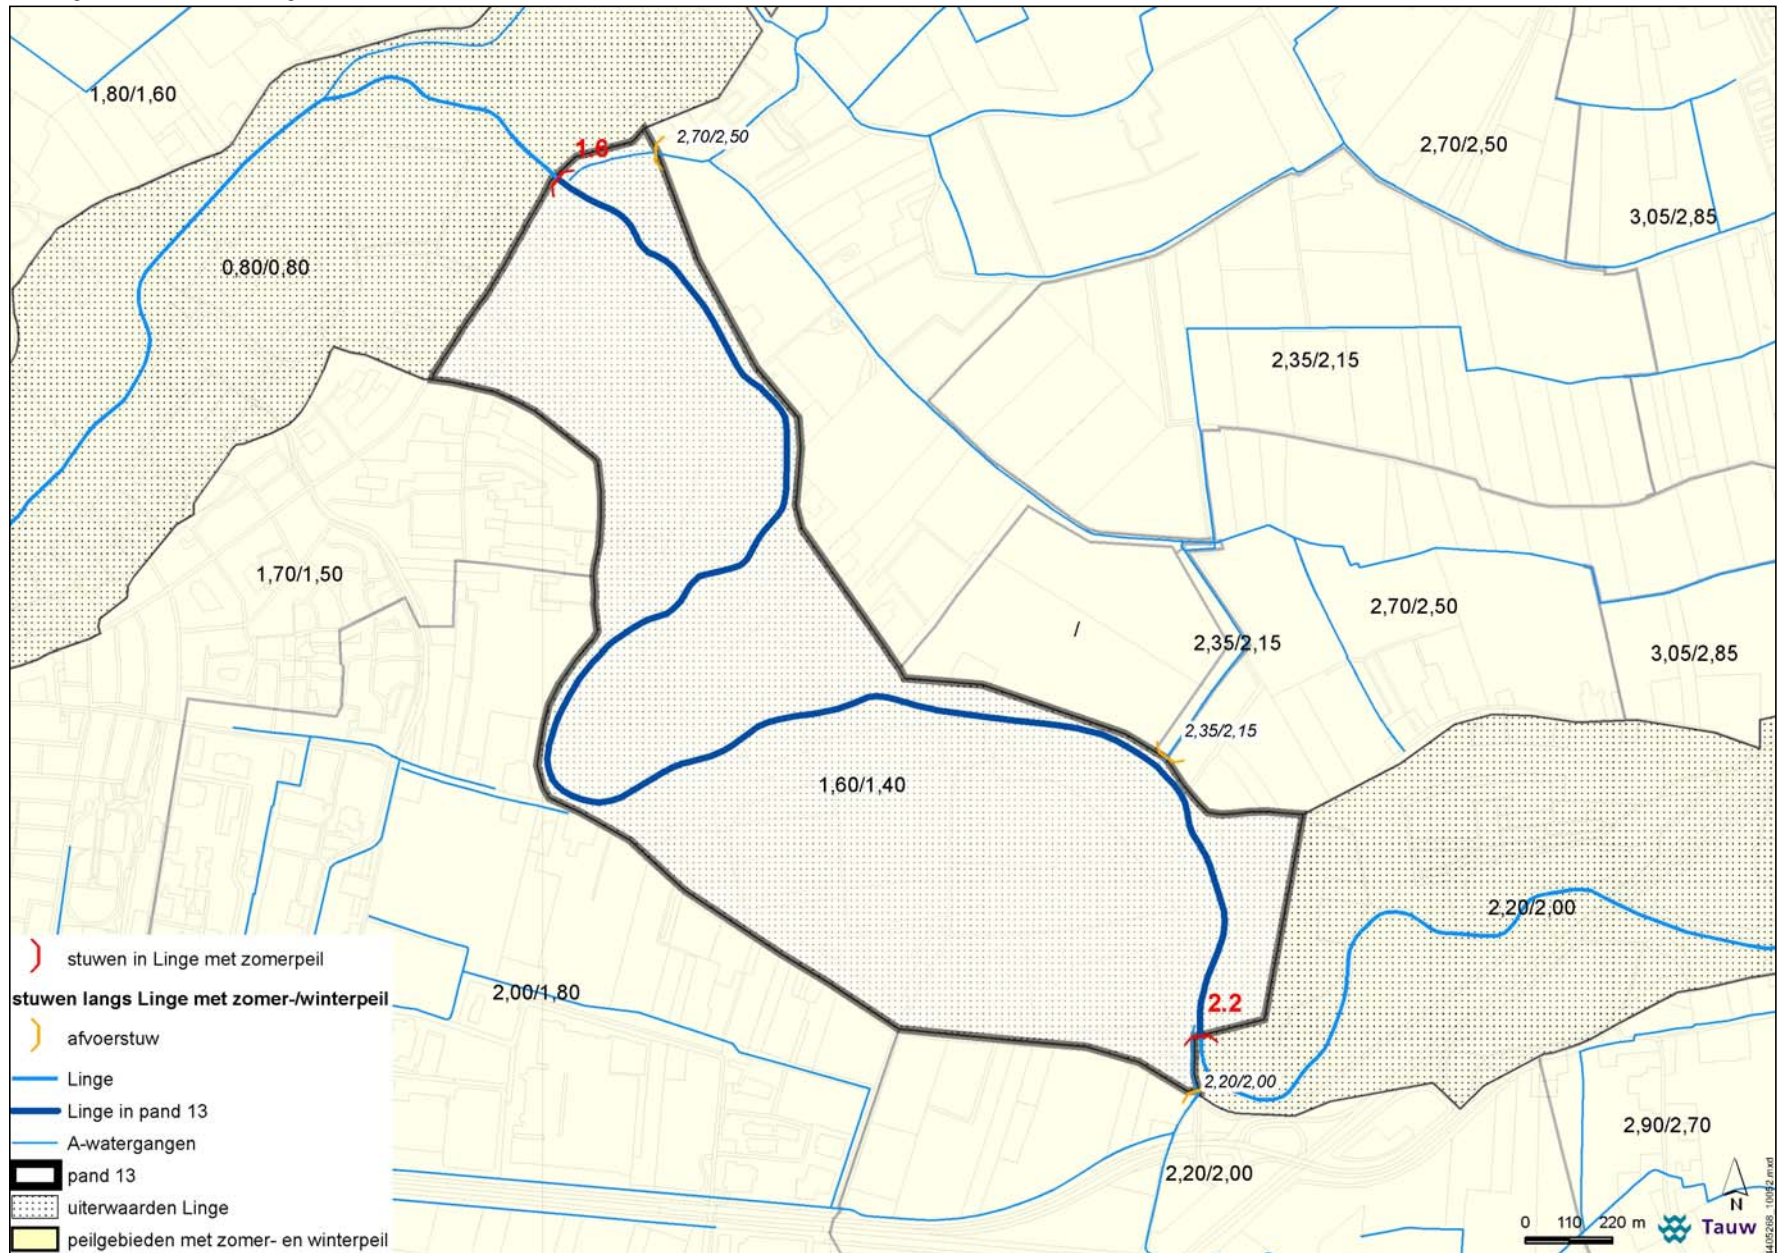 1,80/1,60
2,70/2,50
2,70/2,50
3,05/2,85
0,80/0,80
2,35/2,15
1,70/1,50
2,70/2,50
/
2,35/2,15
3,05/2,85
2,35/2,15
1,60/1,40
2,20/2,00
2,00/1,80
2.2
2,20/2,00
2,90/2,70
2,20/2,00
stuwen in Linge met zomerpeil
stuwen langs Linge met zomer-/winterpeil
afvoerstuw
Linge
Linge in pand 13
A-watergangen
pand 13
uiterwaarden Linge
peilgebieden met zomer- en winterpeil
N
0 110 220 m
Tauw